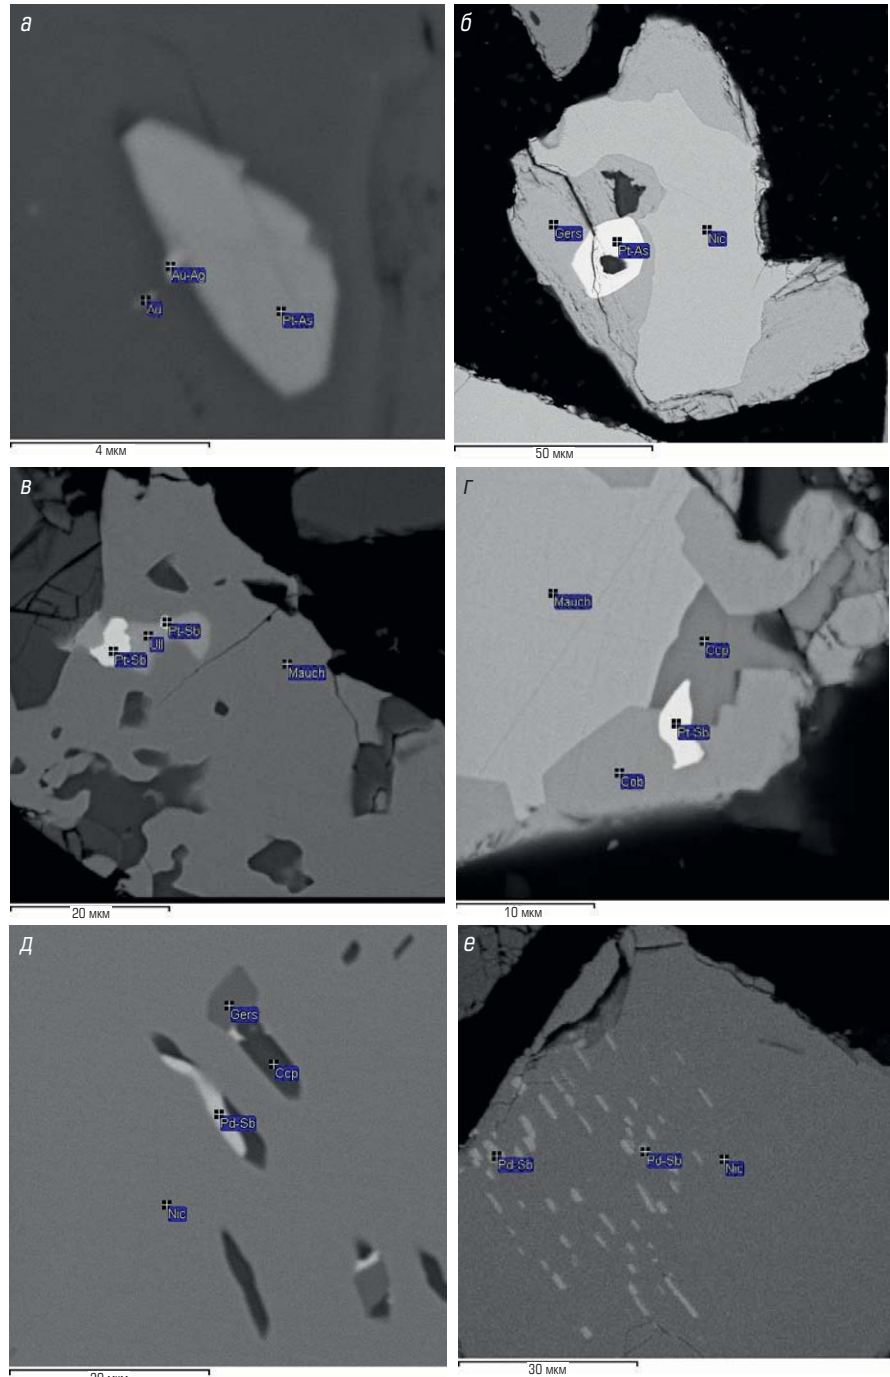 а
Au-Ag
Au
Pt-As
4 мкм
б
Gers
Pt-As
Nic
50 мкм
в
Pt-Sb
Ull
Pt-Sb
Mauch
20 мкм
г
Mauch
Ccp
Pt-Sb
Cob
10 мкм
д
Gers
Ccp
Pd-Sb
Nic
е
Pd-Sb
Pd-Sb
Nic
30 мкм